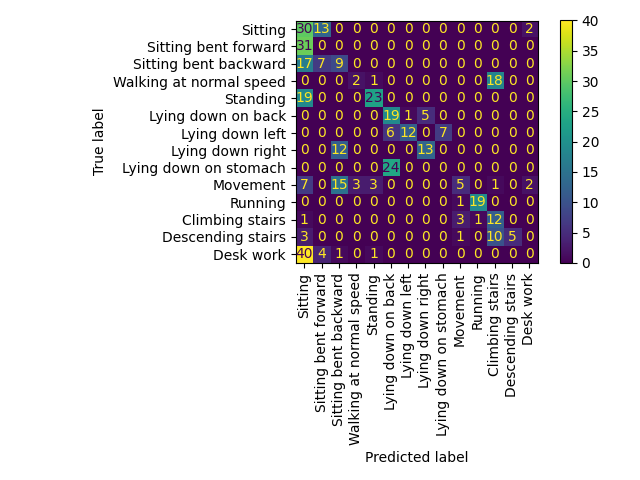 Sitting 30 13 0 0 0 0 0 0 0 0 0 0 0 2
Sitting bent forward 31 0 0 0 0 0 0 0 0 0 0 0 0 0
Sitting bent backward 17 7 9 0 0 0 0 0 0 0 0 0 0 0
Walking at normal speed 0 0 0 2 1 0 0 0 0 0 0 18 0 0
Standing 19 0 0 0 23 0 0 0 0 0 0 0 0 0
Lying down on back 0 0 0 0 0 19 1 5 0 0 0 0 0 0
Lying down left 0 0 0 0 0 6 12 0 7 0 0 0 0 0
Lying down right 0 0 12 0 0 0 0 13 0 0 0 0 0 0
Lying down on stomach 0 0 0 0 0 24 0 0 0 0 0 0 0 0
Movement 7 0 15 3 3 0 0 0 0 5 0 1 0 2
Running 0 0 0 0 0 0 0 0 0 1 19 0 0 0
Climbing stairs 1 0 0 0 0 0 0 0 0 3 1 12 0 0
Descending stairs 3 0 0 0 0 0 0 0 0 1 0 10 5 0
Desk work 40 4 1 0 1 0 0 0 0 0 0 0 0 0
True label
Sitting
Sitting bent forward
Sitting bent backward
Walking at normal speed
Standing
Lying down on back
Lying down left
Lying down right
Lying down on stomach
Movement
Running
Climbing stairs
Descending stairs
Desk work
Predicted label
40
35
30
25
20
15
10
5
0